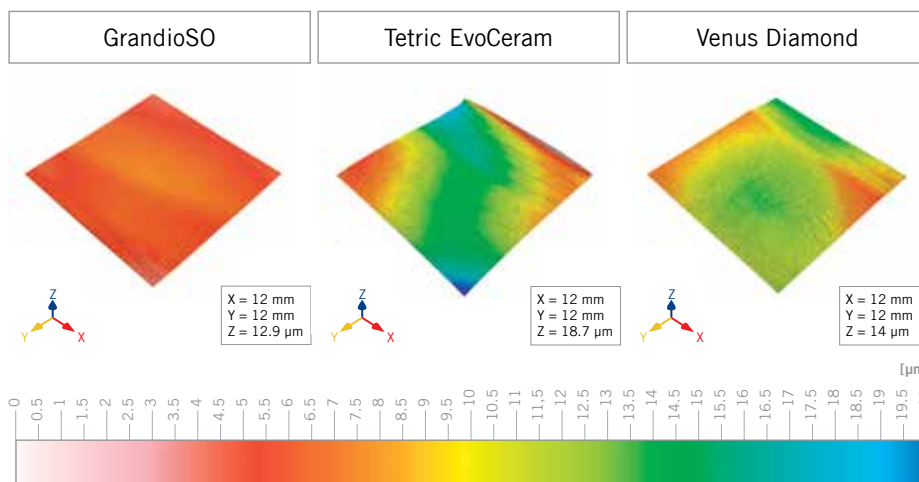 GrandioSO
Tetric EvoCeram
Venus Diamond
Z
Y
X
X = 12 mm
Y = 12 mm
Z = 12.9 µm
Z
Y
X
X = 12 mm
Y = 12 mm
Z = 18.7 µm
Z
Y
X
X = 12 mm
Y = 12 mm
Z = 14 µm
0 0.5 1 1.5 2 2.5 3 3.5 4 4.5 5 5.5 6 6.5 7 7.5 8 8.5 9 9.5 10 10.5 11 11.5 12 12.5 13 13.5 14 14.5 15 15.5 16 16.5 17 17.5 18 18.5 19 19.5